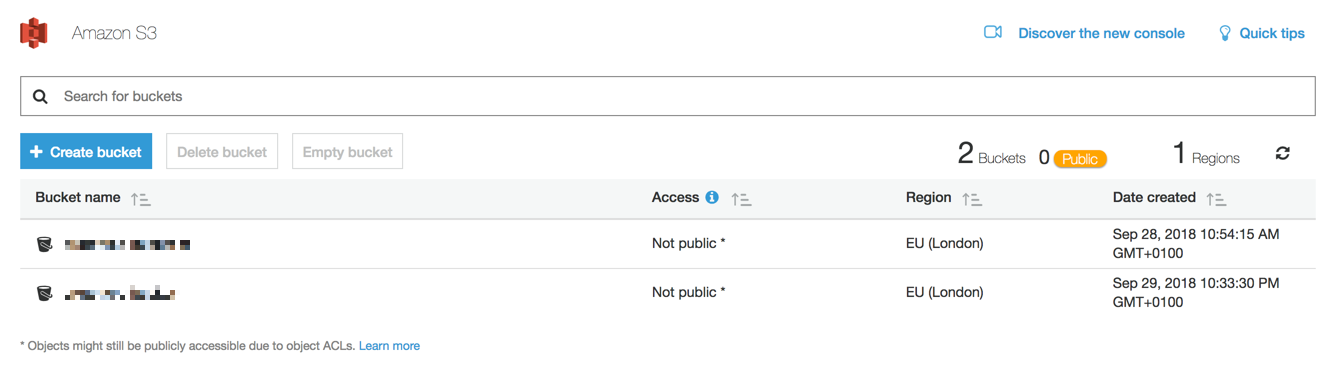 Amazon S3
Discover the new console
Quick tips
Search for buckets
Create bucket
Delete bucket
Empty bucket
2 Buckets
0 Public
1 Regions
Bucket name
Access
Region
Date created
Not public *
EU (London)
Sep 28, 2018 10:54:15 AM
GMT+0100
Not public *
EU (London)
Sep 29, 2018 10:33:30 PM
GMT+0100
* Objects might still be publicly accessible due to object ACLs. Learn more